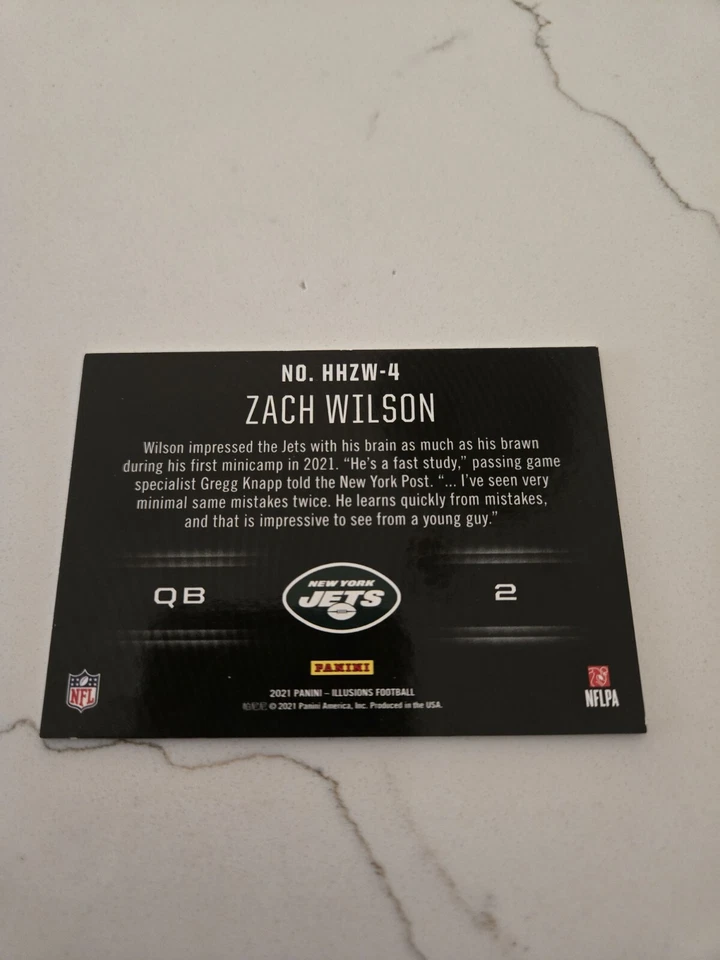 NO. HHZW-4
ZACH WILSON
Wilson impressed the Jets with his brain as much as his brawn
during his first minicamp in 2021. “He’s a fast study,” passing game
specialist Gregg Knapp told the New York Post. “... I’ve seen very
minimal same mistakes twice. He learns quickly from mistakes,
and that is impressive to see from a young guy.”
QB
NEW YORK
JETS
2
PANINI
NFL
NFLPA
2021 PANINI – ILLUSIONS FOOTBALL
© 2021 Panini America, Inc. Produced in the USA.